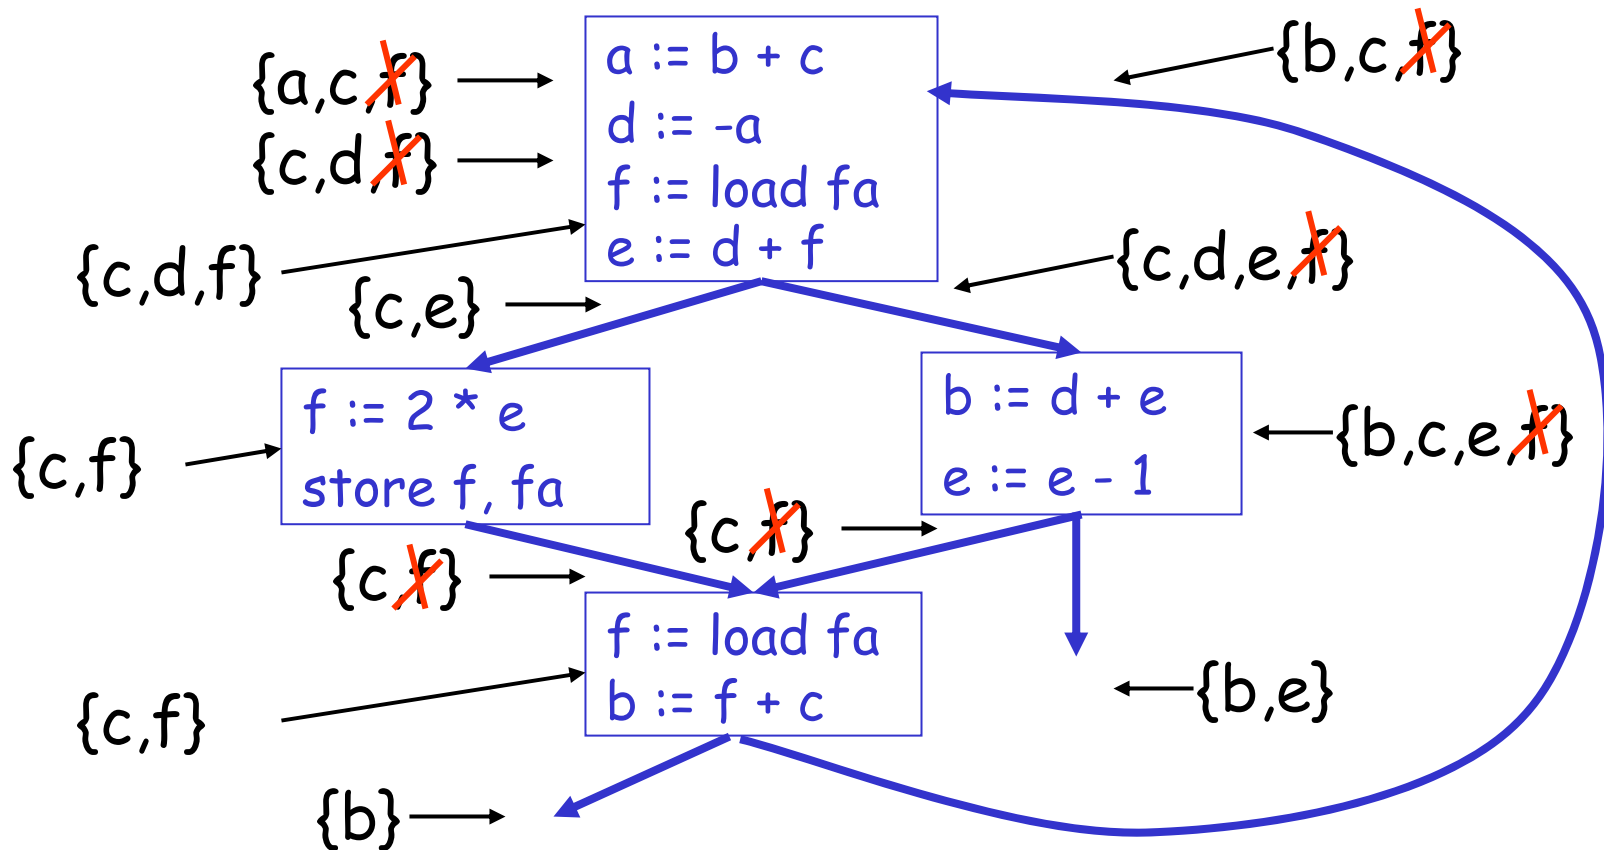 a := b + c
d := -a
f := load fa
e := d + f
{b,c,f}
{a,c,f}
{c,d,f}
{c,d,f}
{c,e}
{c,d,e,f}
f := 2 * e
store f, fa
b := d + e
e := e - 1
{c,f}
{b,c,e,f}
{c,f}
{c,f}
f := load fa
b := f + c
{c,f}
{b,e}
{b}